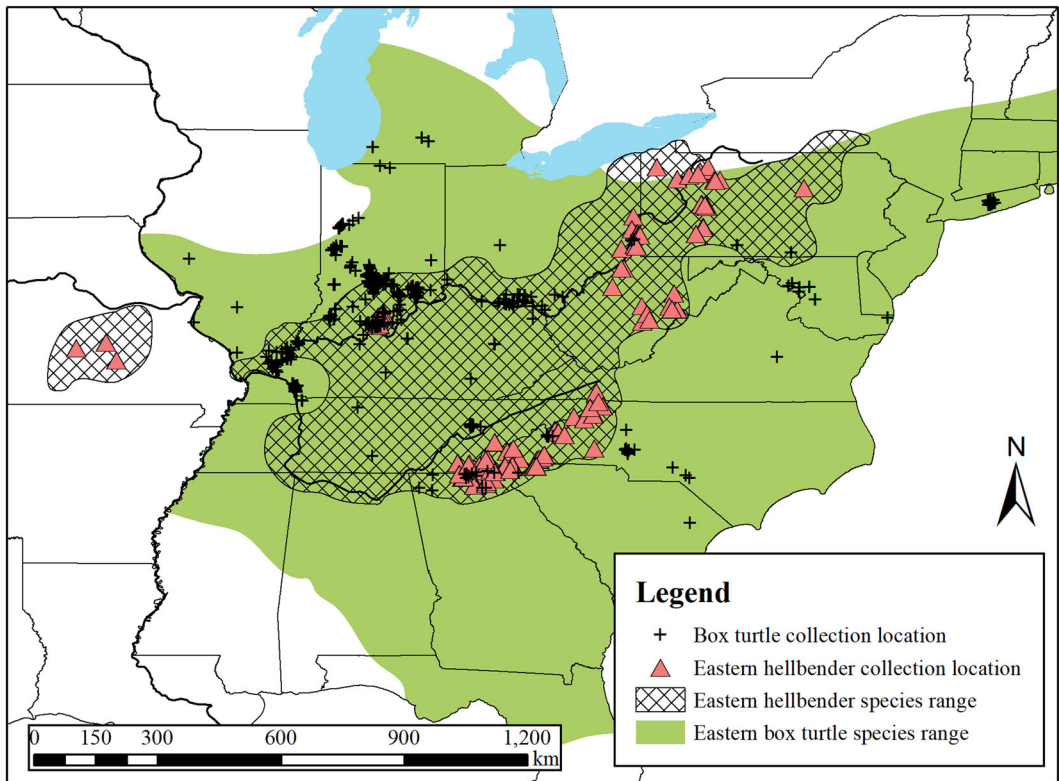 N
Legend
Box turtle collection location
Eastern hellbender collection location
Eastern hellbender species range
Eastern box turtle species range
0 150 300 600 900 1,200
km